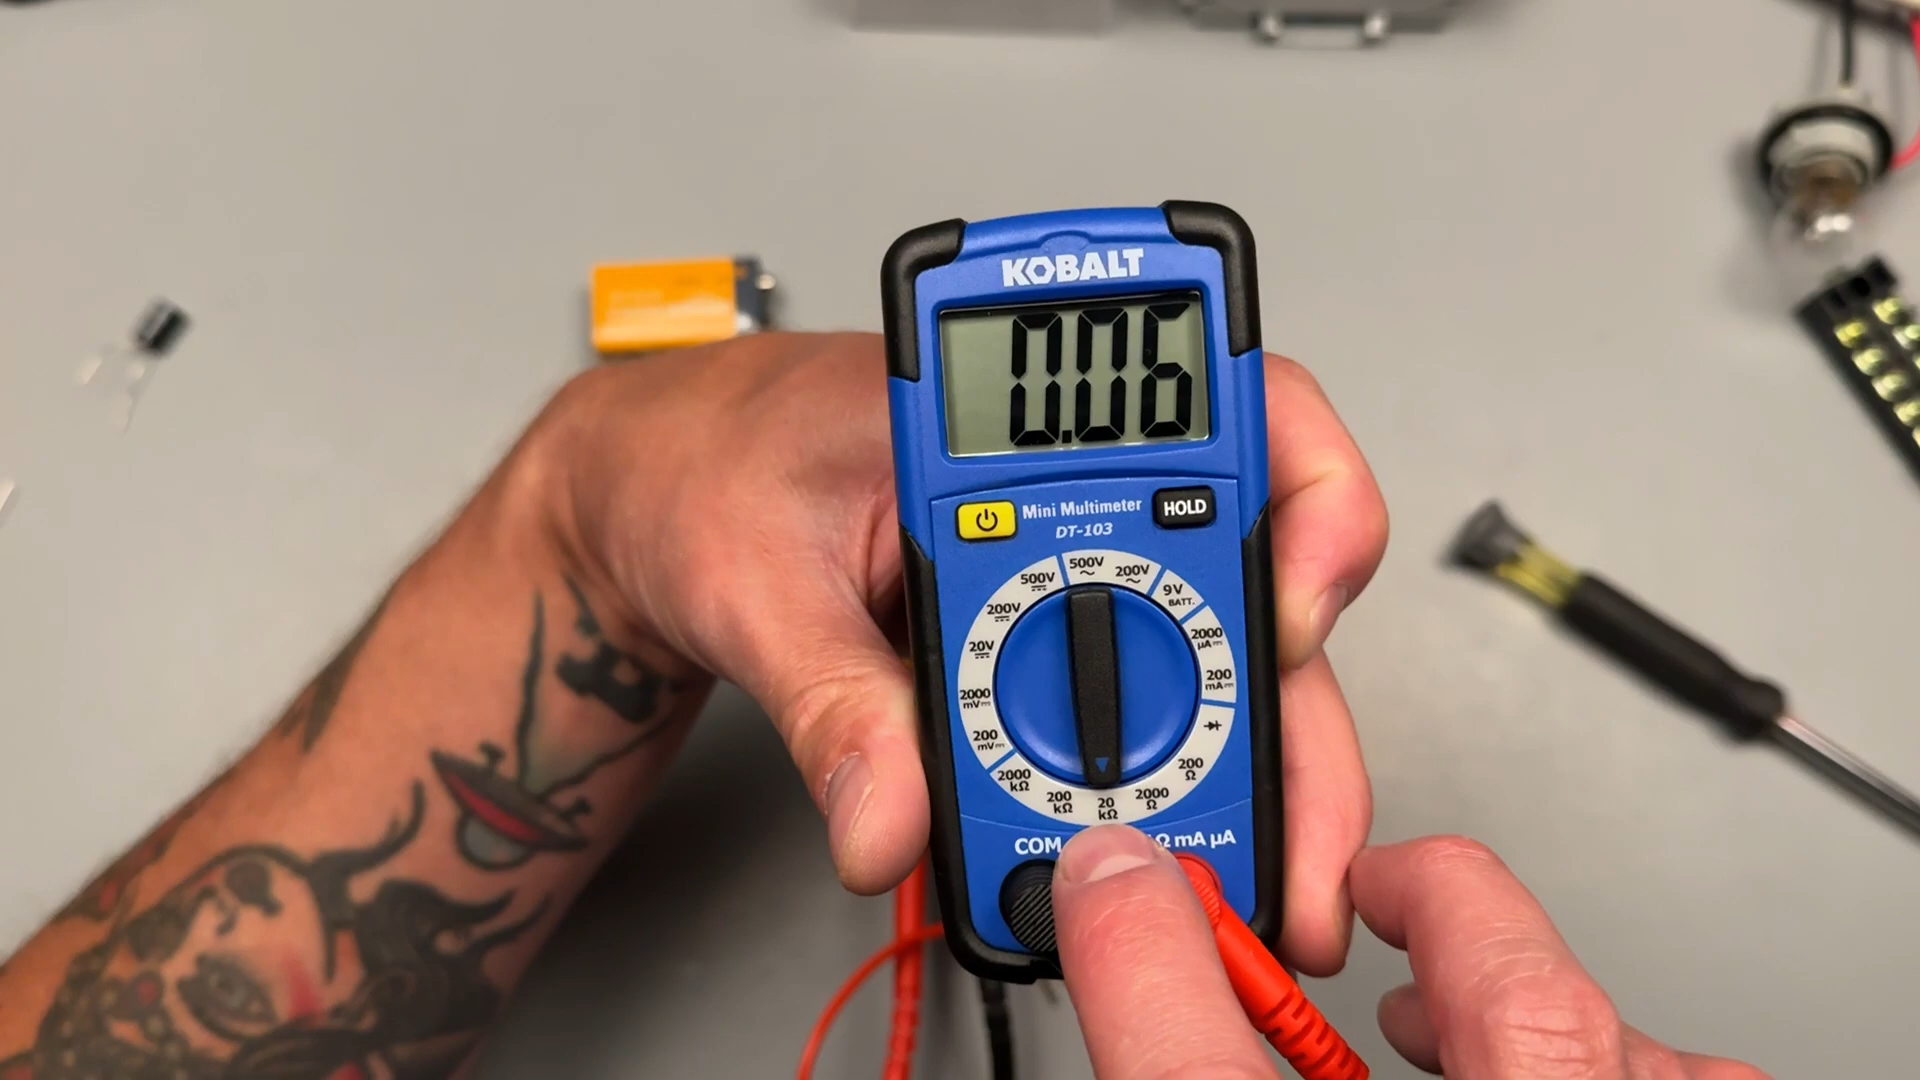 KOBALT
0.06
Mini Multimeter
DT-103
HOLD
500V
200V
9V
BATT.
2000
µA
200
mA
200
Ω
2000
Ω
20
kΩ
200
kΩ
2000
kΩ
200
mV
2000
mV
20V
200V
500V
COM
Ω mA µA